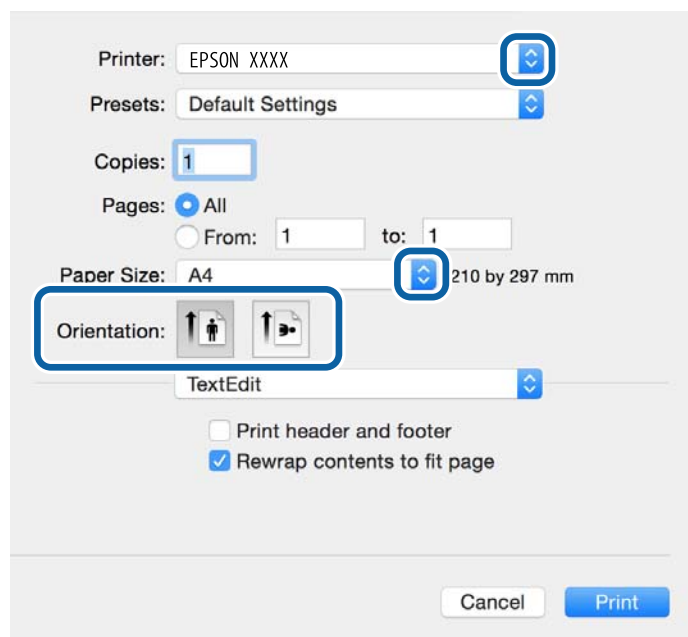 Printer: EPSON XXXX
Presets: Default Settings
Copies: 1
Pages: All
From: 1 to: 1
Paper Size: A4 210 by 297 mm
Orientation:
TextEdit
Print header and footer
Rewrap contents to fit page
Cancel Print